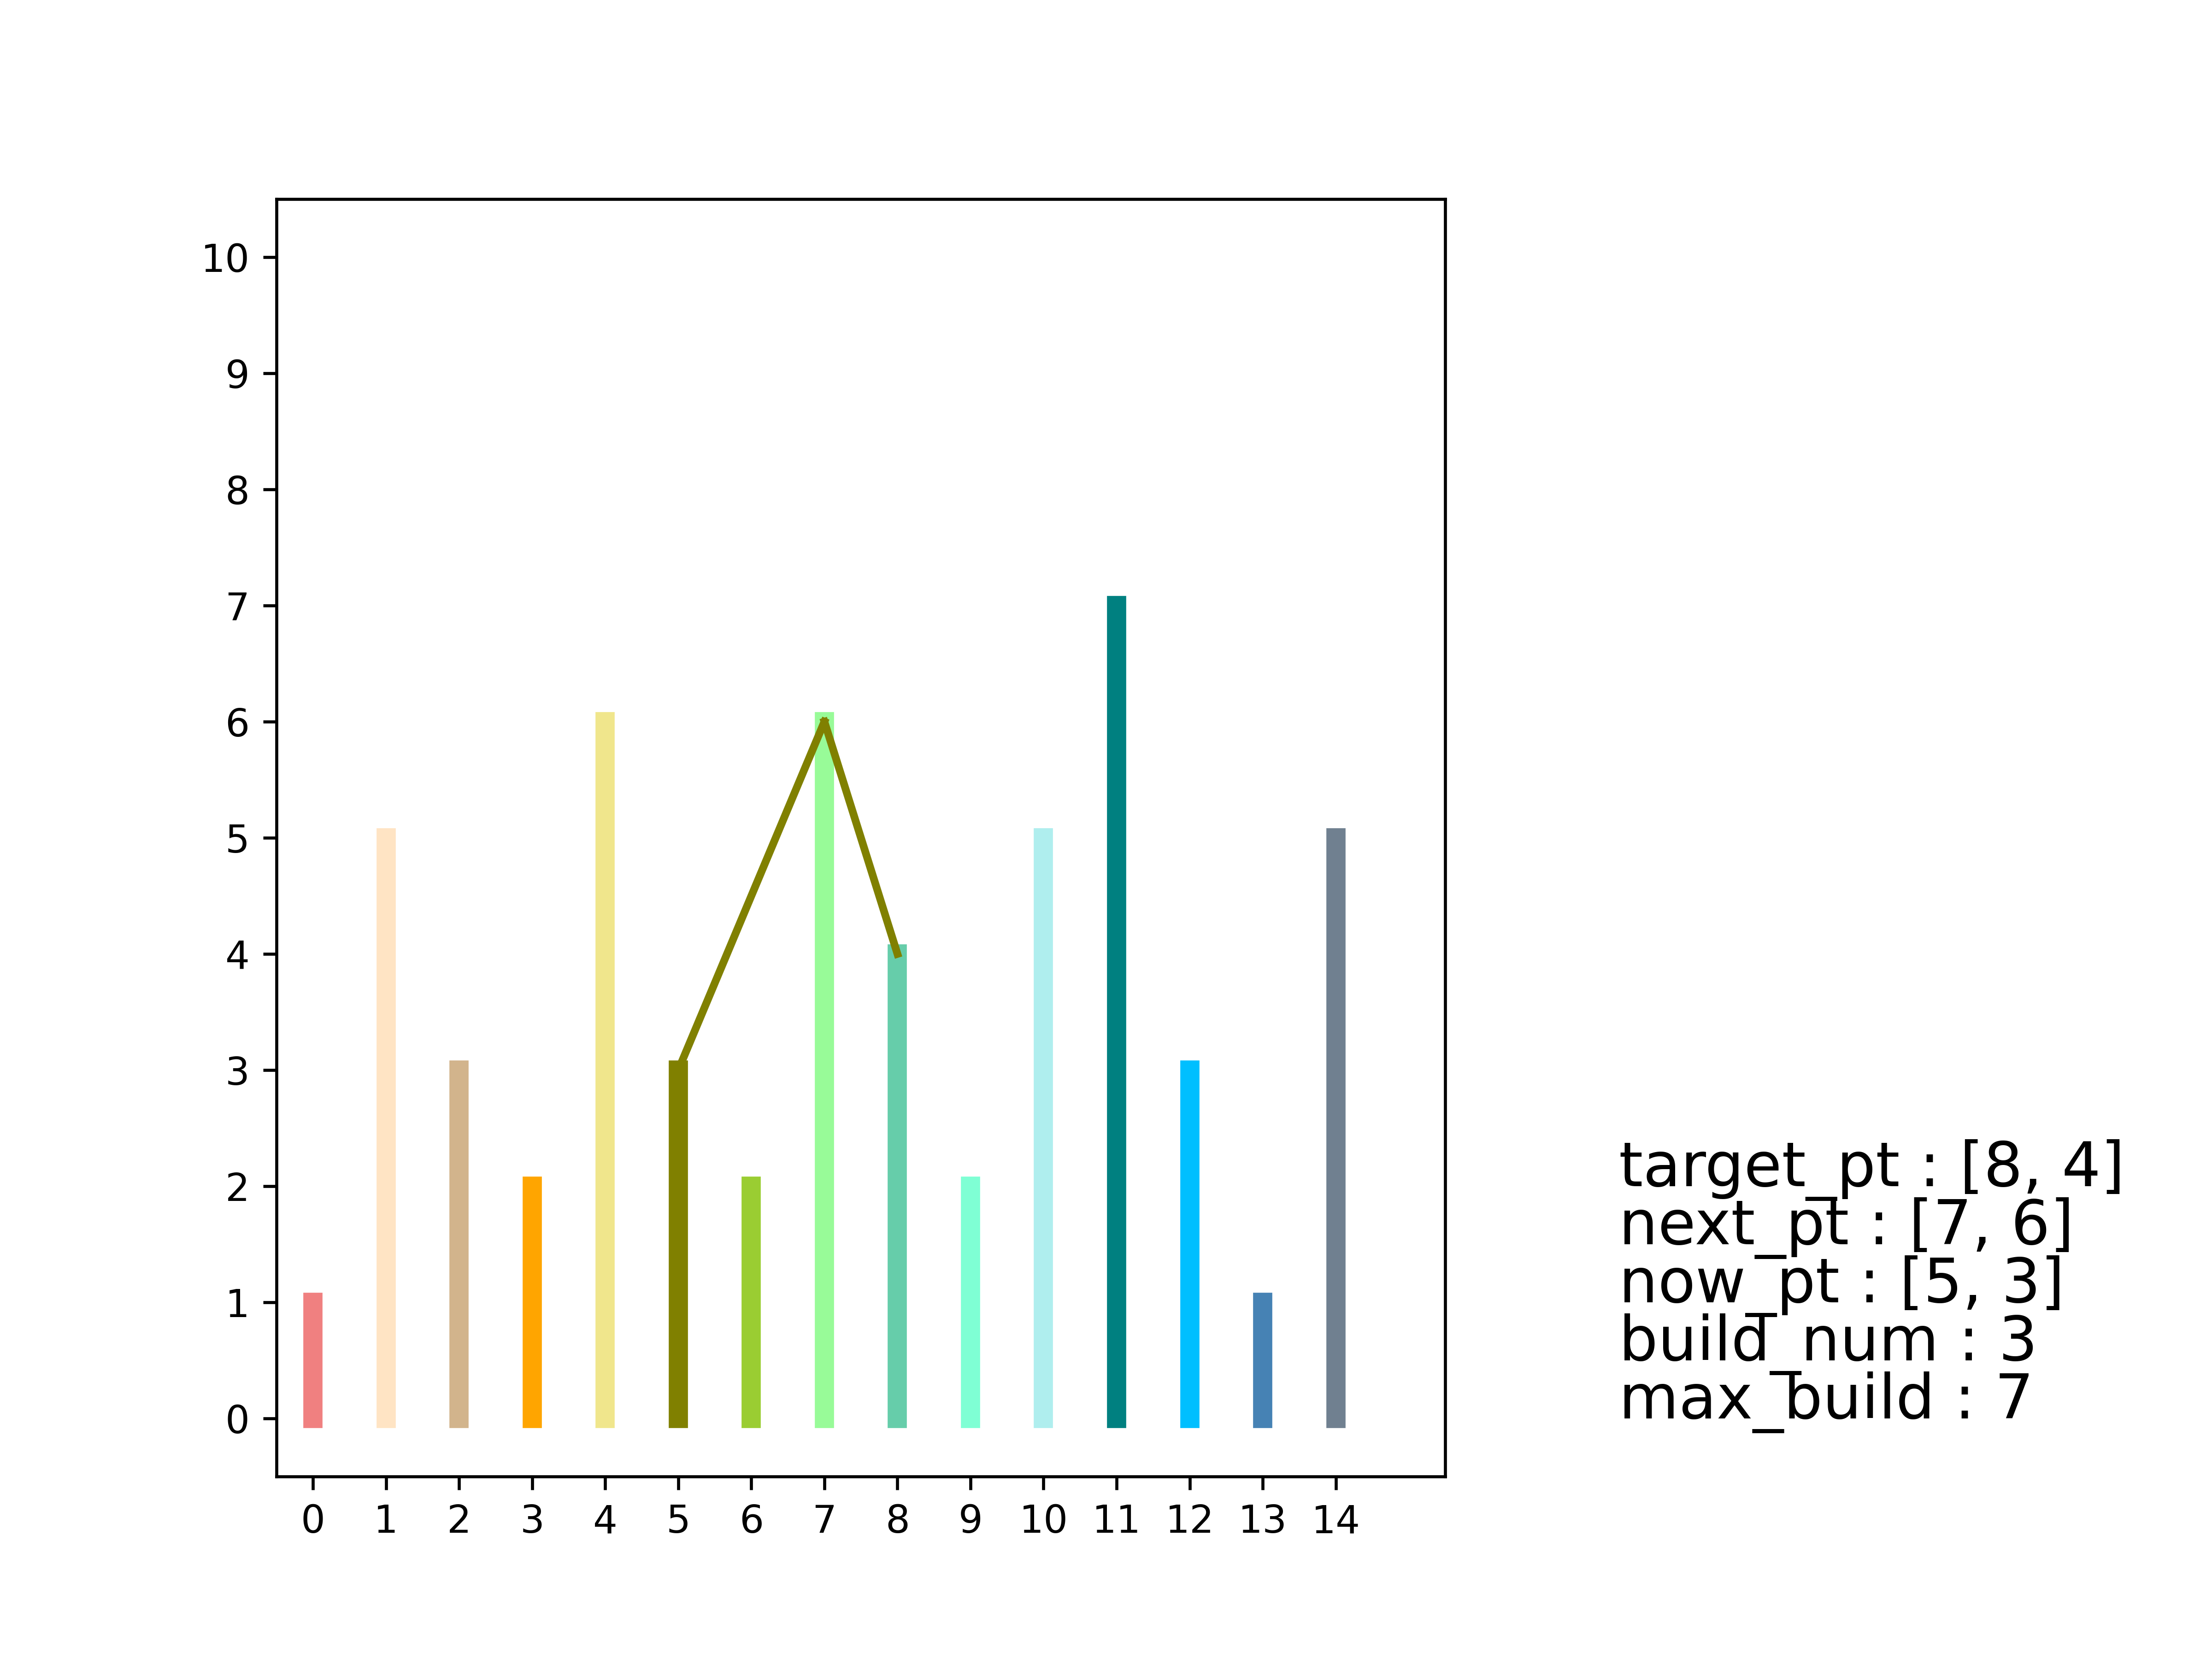 10
9
8
7
6
5
4
3
2
1
0
0 1 2 3 4 5 6 7 8 9 10 11 12 13 14
target_pt : [8, 4]
next_pt : [7, 6]
now_pt : [5, 3]
build_num : 3
max_build : 7